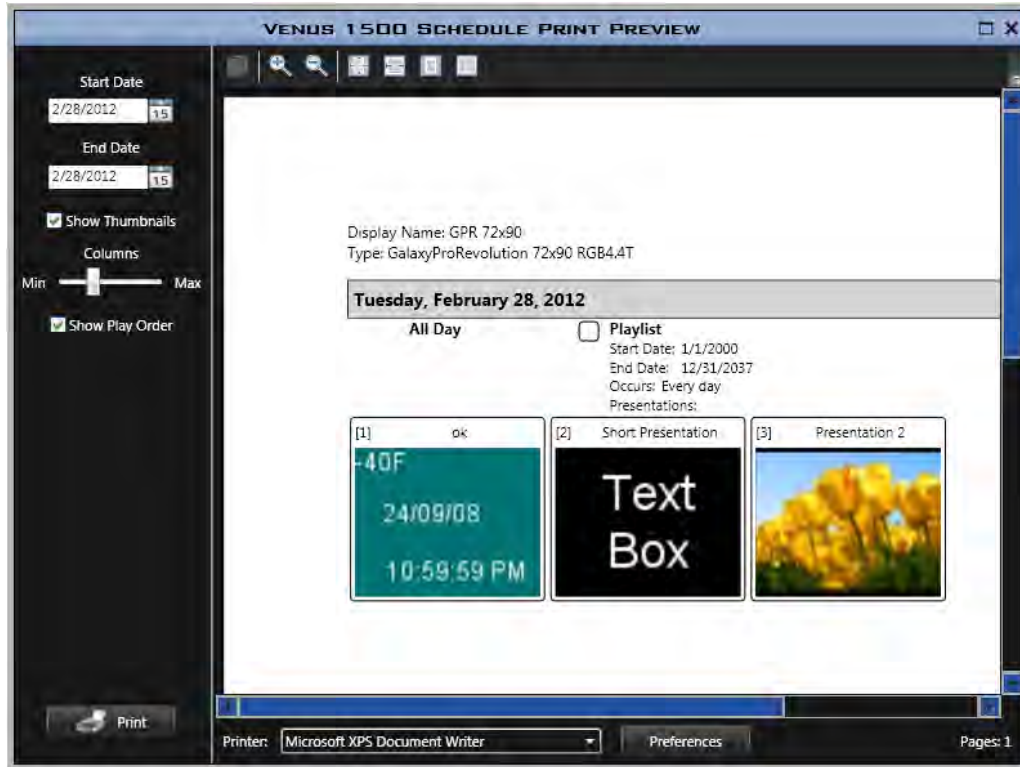 VENUS 1500 SCHEDULE PRINT PREVIEW
Start Date
2/28/2012 15
End Date
2/28/2012 15
Show Thumbnails
Columns
Min Max
Show Play Order
Print
Display Name: GPR 72x90
Type: GalaxyProRevolution 72x90 RGB4.4T
Tuesday, February 28, 2012
All Day Playlist
Start Date: 1/1/2000
End Date: 12/31/2037
Occurs: Every day
Presentations:
[1] ok [2] Short Presentation [3] Presentation 2
-40F
24/09/08
10:59:59 PM
Text
Box
Printer: Microsoft XPS Document Writer Preferences Pages: 1